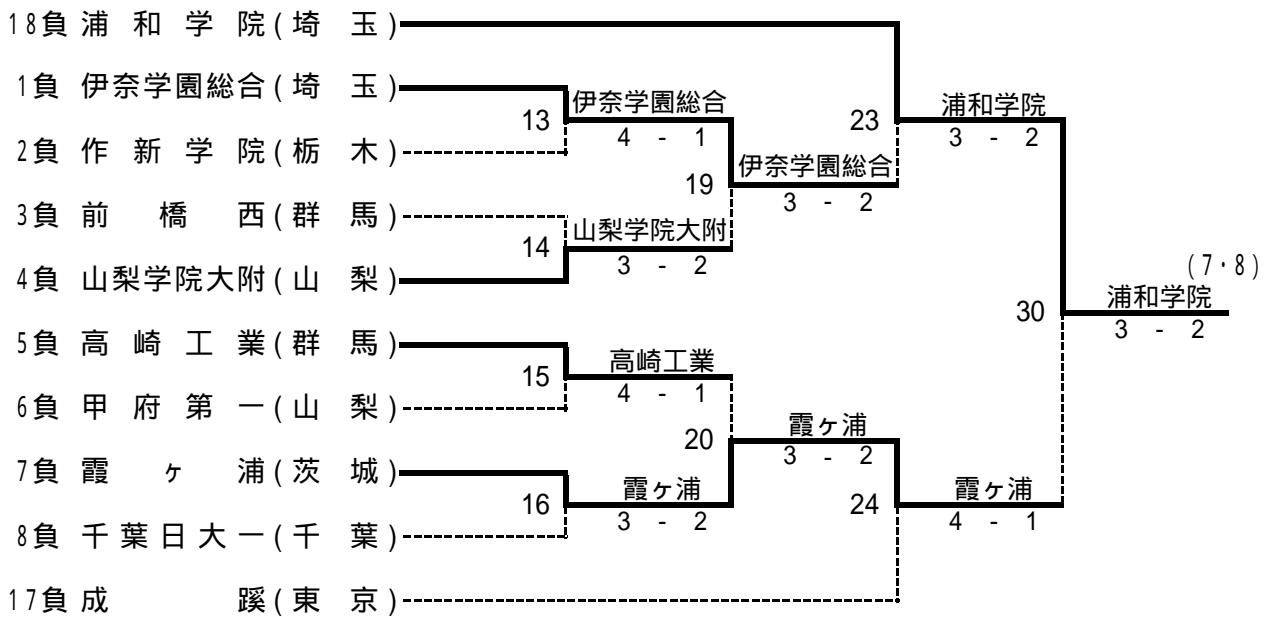 18負 浦和学院(埼玉)
1負 伊奈学園総合(埼玉)
伊奈学園総合
浦和学院
13
23
4 - 1
3 - 2
2負 作新学院(栃木)
伊奈学園総合
19
3 - 2
3負 前橋西(群馬)
山梨学院大附
14
3 - 2
4負 山梨学院大附(山梨)
(7・8)
浦和学院
30
3 - 2
5負 高崎工業(群馬)
高崎工業
15
4 - 1
6負 甲府第一(山梨)
霞ヶ浦
20
3 - 2
7負 霞ヶ浦(茨城)
霞ヶ浦
霞ヶ浦
16
24
3 - 2
4 - 1
8負 千葉日大一(千葉)
17負 成蹊(東京)